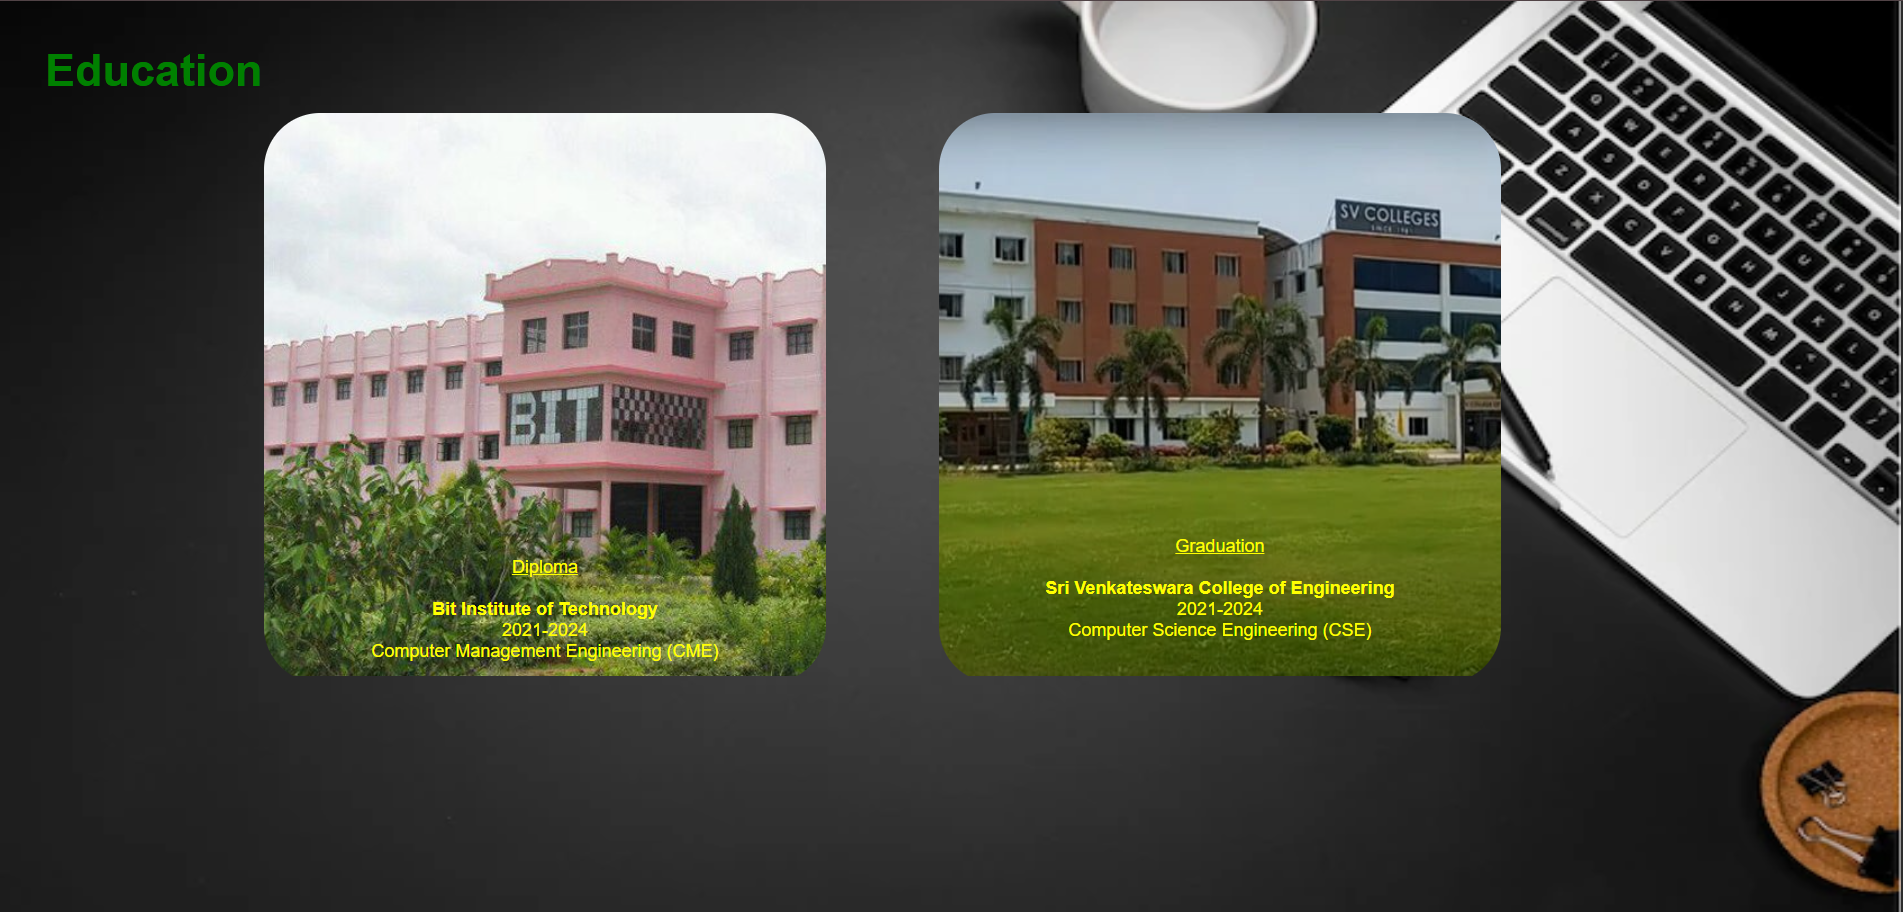 Education
BIT
Diploma
Bit Institute of Technology
2021-2024
Computer Management Engineering (CME)
SV COLLEGES
Graduation
Sri Venkateswara College of Engineering
2021-2024
Computer Science Engineering (CSE)